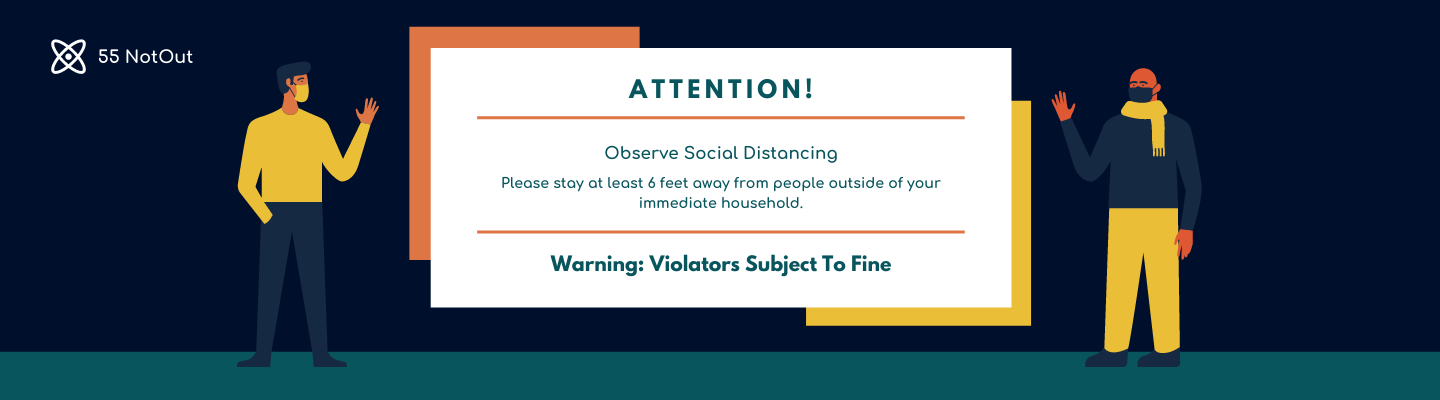 55 NotOut
ATTENTION!
Observe Social Distancing
Please stay at least 6 feet away from people outside of your
immediate household.
Warning: Violators Subject To Fine